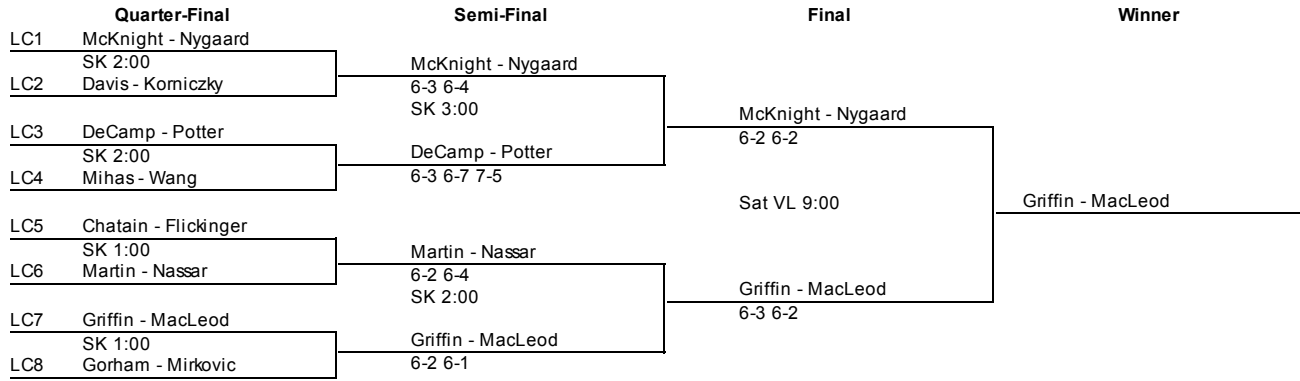 Quarter-Final Semi-Final Final Winner
LC1 McKnight - Nygaard
SK 2:00
LC2 Davis - Korniczky
LC3 DeCamp - Potter
SK 2:00
LC4 Mihas - Wang
LC5 Chatain - Flickinger
SK 1:00
LC6 Martin - Nassar
LC7 Griffin - MacLeod
SK 1:00
LC8 Gorham - Mirkovic
McKnight - Nygaard
6-3 6-4
SK 3:00
DeCamp - Potter
6-3 6-7 7-5
Martin - Nassar
6-2 6-4
SK 2:00
Griffin - MacLeod
6-2 6-1
McKnight - Nygaard
6-2 6-2
Sat VL 9:00
Griffin - MacLeod
6-3 6-2
Griffin - MacLeod